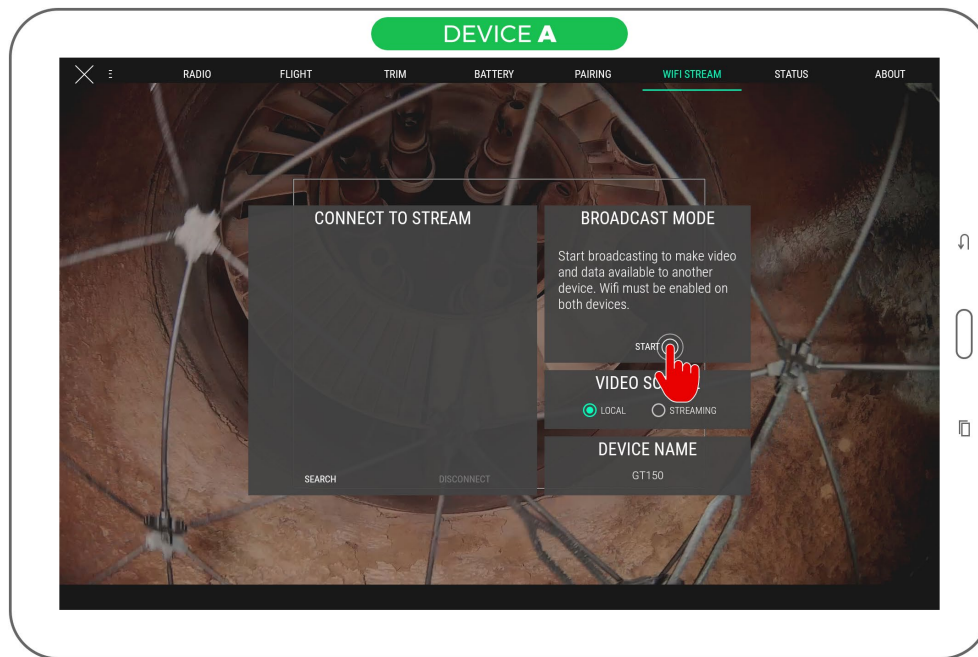 DEVICE A
RADIO FLIGHT TRIM BATTERY PAIRING WIFI STREAM STATUS ABOUT
CONNECT TO STREAM
SEARCH DISCONNECT
BROADCAST MODE
Start broadcasting to make video
and data available to another
device. Wifi must be enabled on
both devices.
START
VIDEO
LOCAL STREAMING
DEVICE NAME
GT150